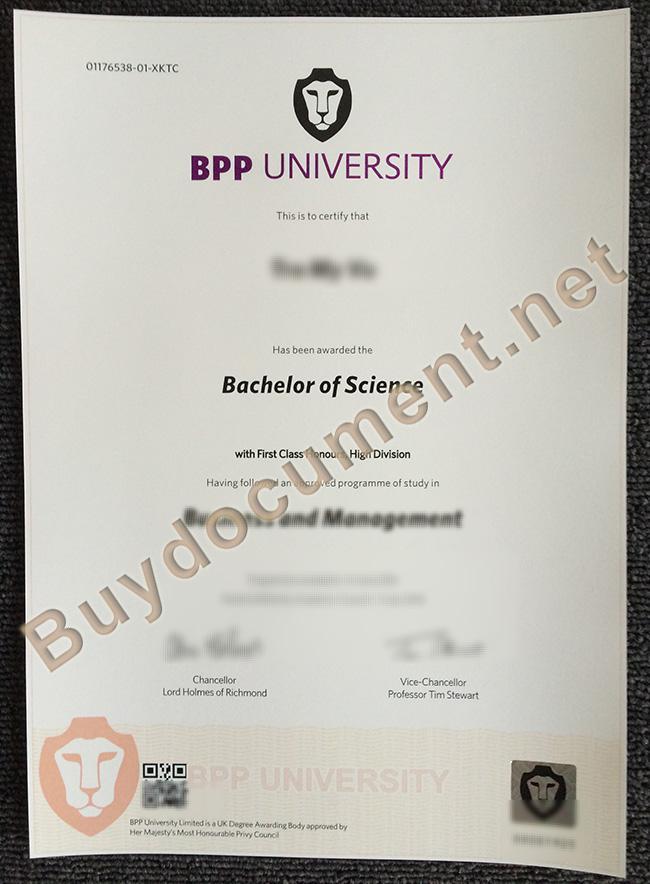 01176538-01-XKTC
BPP UNIVERSITY
This is to certify that
Has been awarded the
Bachelor of Science
with First Class Honours, High Division
Having followed an approved programme of study in
Business and Management
Buydocument.net
Chancellor
Lord Holmes of Richmond
Vice-Chancellor
Professor Tim Stewart
BPP UNIVERSITY
BPP University Limited is a UK Degree Awarding Body approved by
Her Majesty's Most Honourable Privy Council